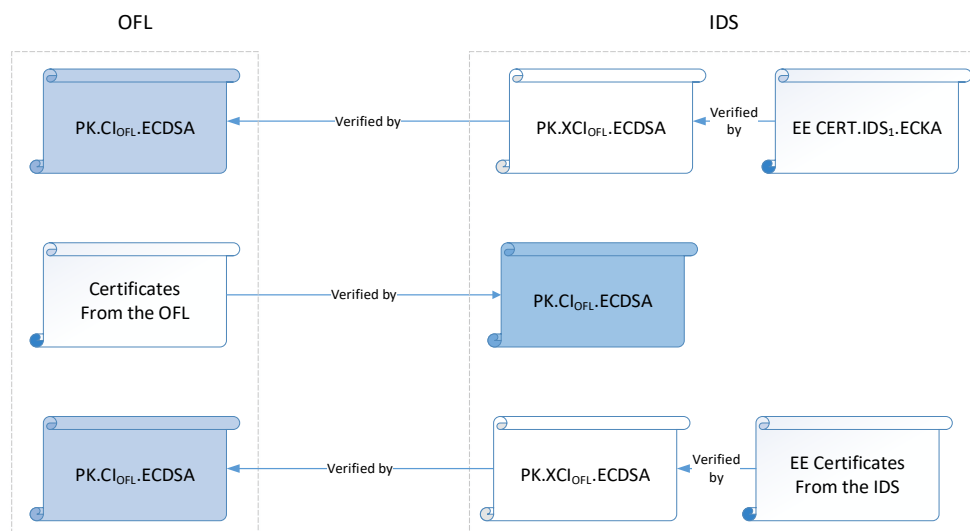 OFL
IDS
PK.CIOFL.ECDSA
Verified by
PK.XCIOFL.ECDSA
Verified
by
EE CERT.IDS1.ECKA
Certificates
From the OFL
Verified by
PK.CIOFL.ECDSA
PK.CIOFL.ECDSA
Verified by
PK.XCIOFL.ECDSA
Verified
by
EE Certificates
From the IDS